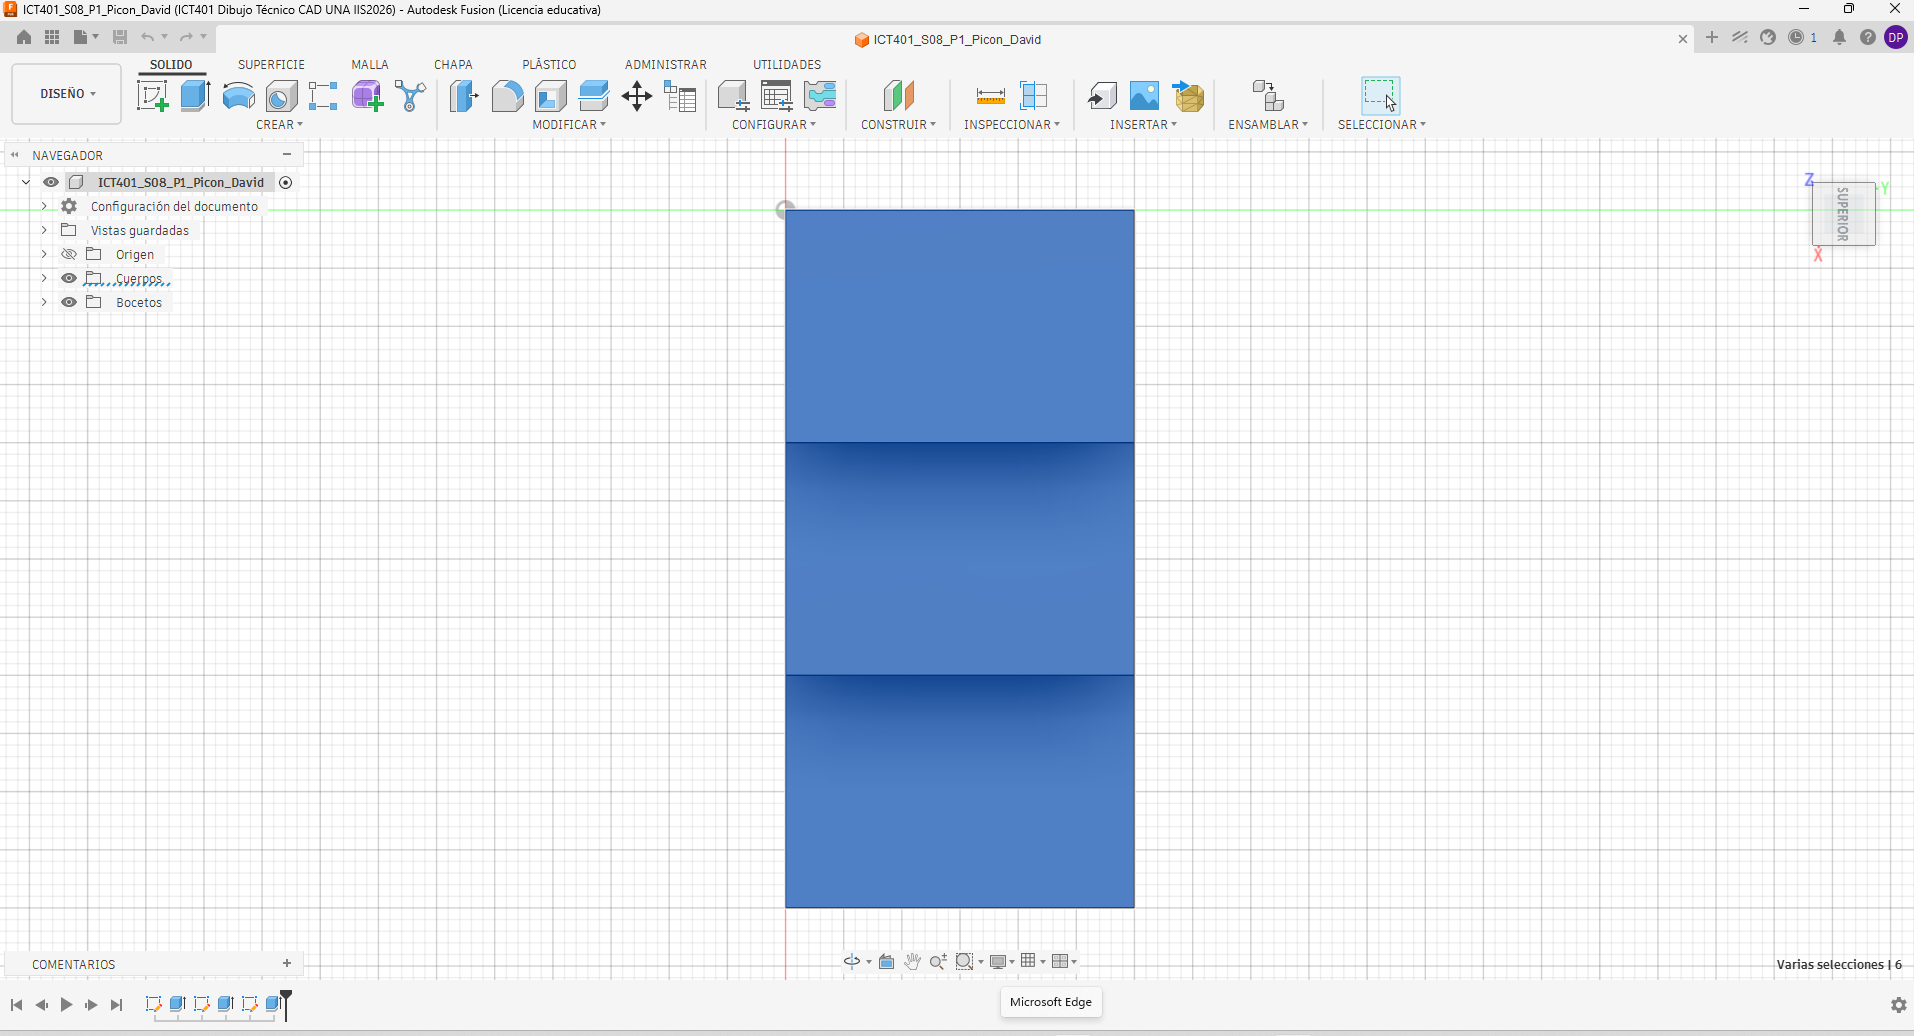 ICT401_S08_P1_Picon_David (ICT401 Dibujo Técnico CAD UNA IIS2026) - Autodesk Fusion (Licencia educativa)
ICT401_S08_P1_Picon_David
1
DP
DISEÑO
SOLIDO SUPERFICIE MALLA CHAPA PLÁSTICO ADMINISTRAR UTILIDADES
CREAR MODIFICAR CONFIGURAR CONSTRUIR INSPECCIONAR INSERTAR ENSAMBLAR SELECCIONAR
NAVEGADOR
ICT401_S08_P1_Picon_David
Configuración del documento
Vistas guardadas
Origen
Cuerpos
Bocetos
Z
Y
SUPERIOR
X
COMENTARIOS
Varias selecciones | 6
Microsoft Edge